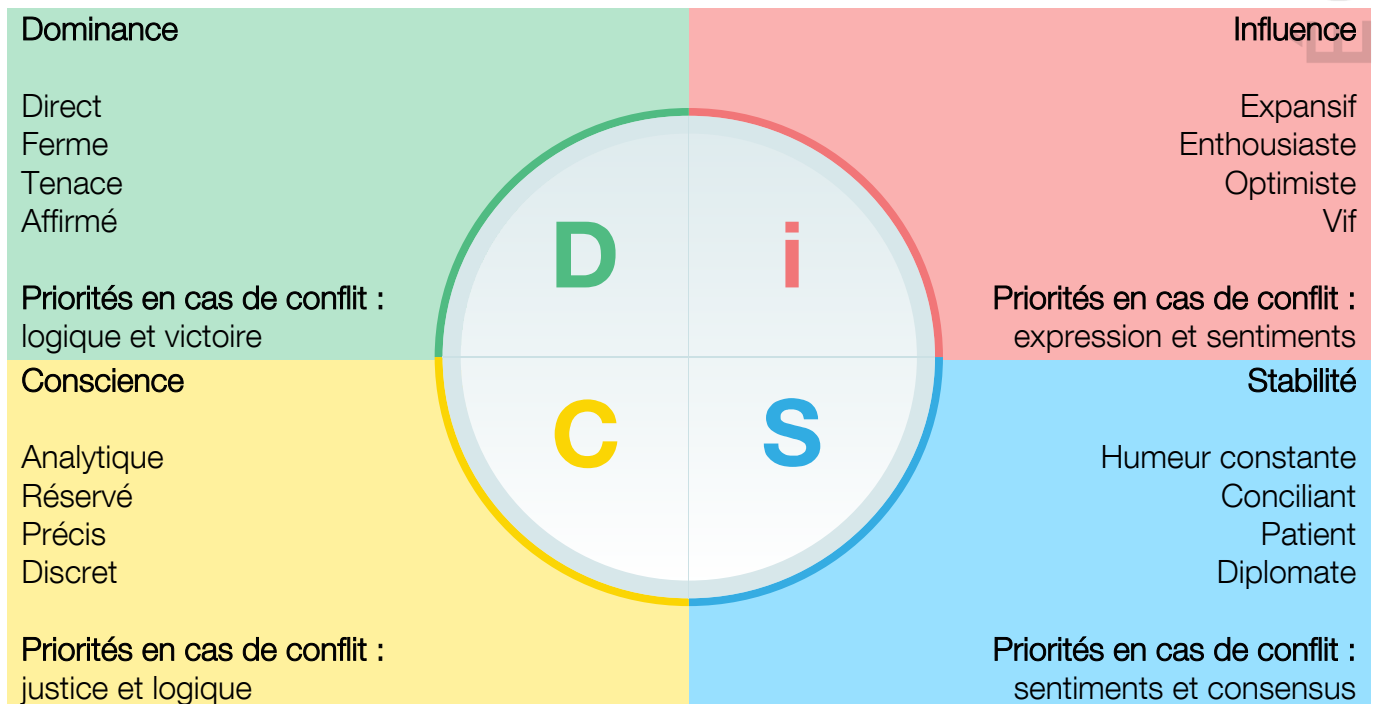 Dominance
Direct
Ferme
Tenace
Affirmé
Priorités en cas de conflit :
logique et victoire
Influence
Expansif
Enthousiaste
Optimiste
Vif
Priorités en cas de conflit :
expression et sentiments
D
i
C
S
Conscience
Analytique
Réservé
Précis
Discret
Priorités en cas de conflit :
justice et logique
Stabilité
Humeur constante
Conciliant
Patient
Diplomate
Priorités en cas de conflit :
sentiments et consensus